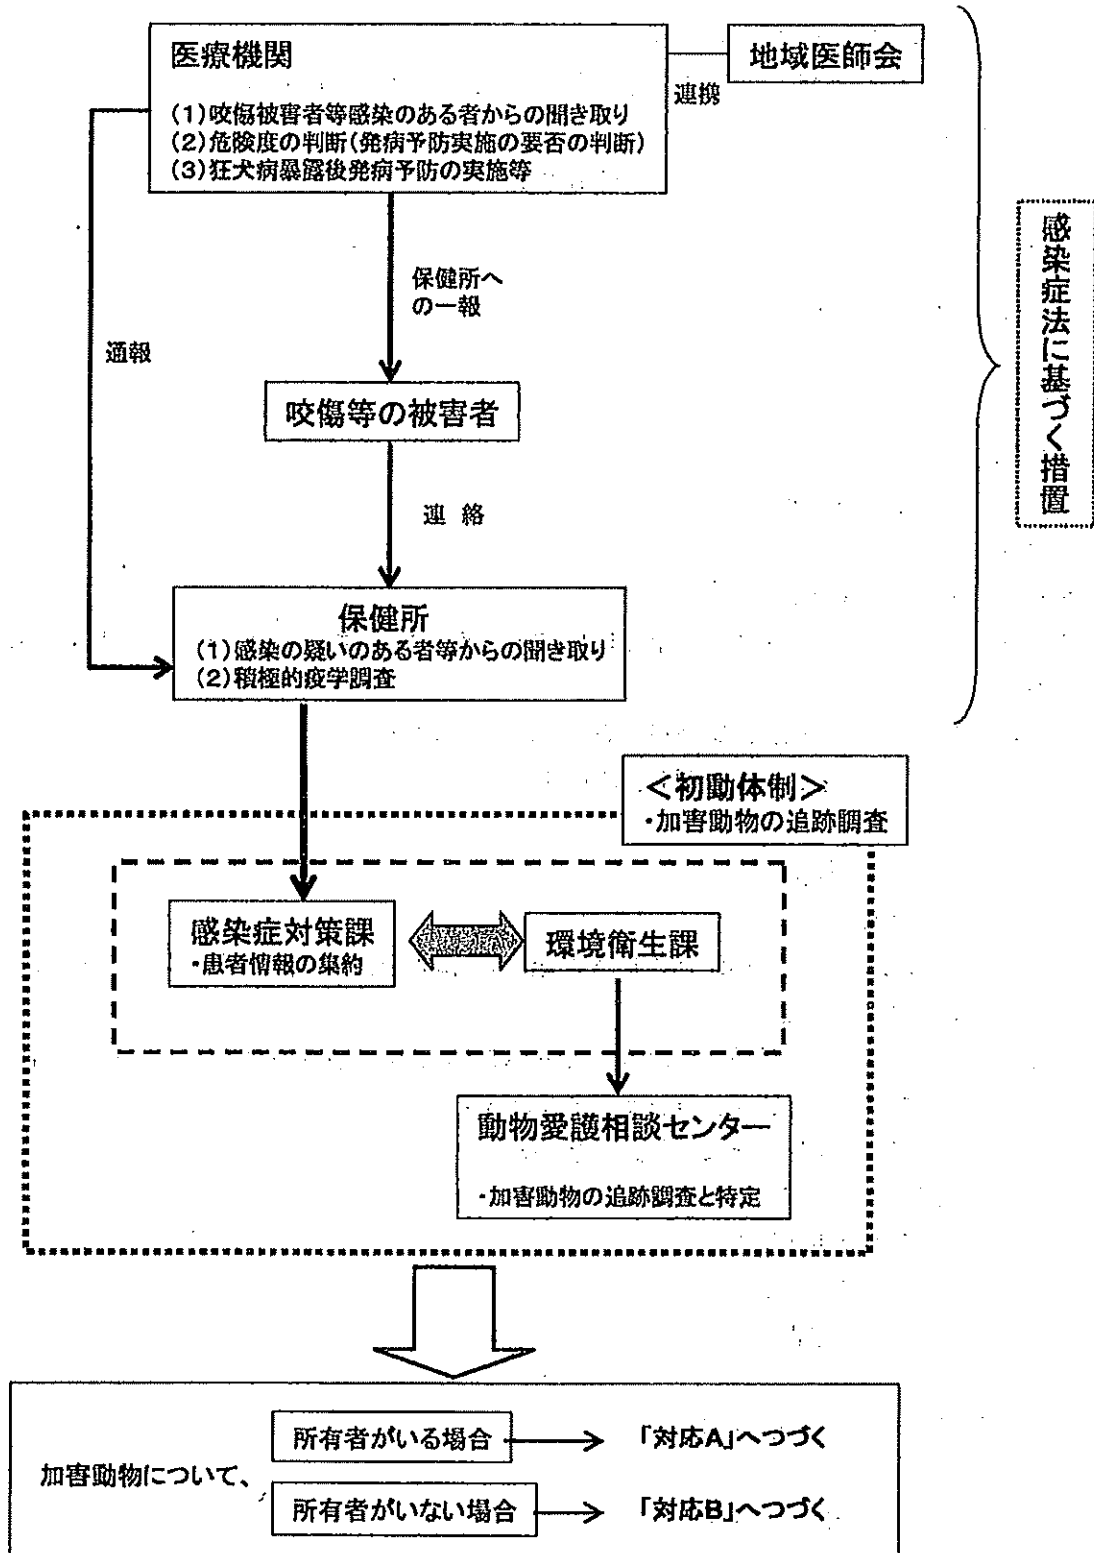 医療機関
(1)咬傷被害者等感染のある者からの聞き取り
(2)危険度の判断(発病予防実施の要否の判断)
(3)狂犬病暴露後発病予防の実施等
地域医師会
連携
保健所へ
の一報
通報
咬傷等の被害者
連 絡
保健所
(1)感染の疑いのある者等からの聞き取り
(2)積極的疫学調査
感染症法に基づく措置
＜初動体制＞
・加害動物の追跡調査
感染症対策課
・患者情報の集約
環境衛生課
動物愛護相談センター
・加害動物の追跡調査と特定
加害動物について、
所有者がいる場合
「対応A」へつづく
所有者がいない場合
「対応B」へつづく